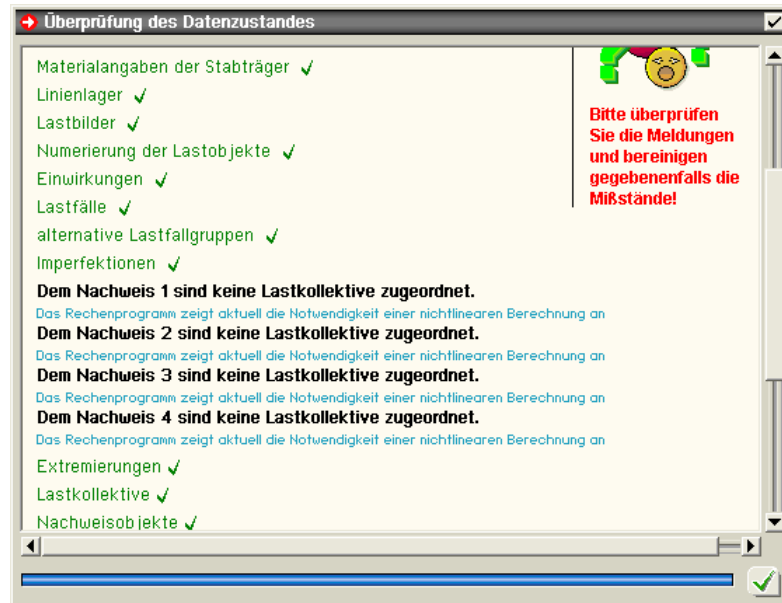 Überprüfung des Datenzustandes
Materialangaben der Stabträger
Linienlager
Lastbilder
Numerierung der Lastobjekte
Einwirkungen
Lastfälle
alternative Lastfallgruppen
Imperfektionen
Dem Nachweis 1 sind keine Lastkollektive zugeordnet.
Das Rechenprogramm zeigt aktuell die Notwendigkeit einer nichtlinearen Berechnung an
Dem Nachweis 2 sind keine Lastkollektive zugeordnet.
Das Rechenprogramm zeigt aktuell die Notwendigkeit einer nichtlinearen Berechnung an
Dem Nachweis 3 sind keine Lastkollektive zugeordnet.
Das Rechenprogramm zeigt aktuell die Notwendigkeit einer nichtlinearen Berechnung an
Dem Nachweis 4 sind keine Lastkollektive zugeordnet.
Das Rechenprogramm zeigt aktuell die Notwendigkeit einer nichtlinearen Berechnung an
Extremierungen
Lastkollektive
Nachweisobjekte
Bitte überprüfen
Sie die Meldungen
und bereinigen
gegebenenfalls die
Mißstände!